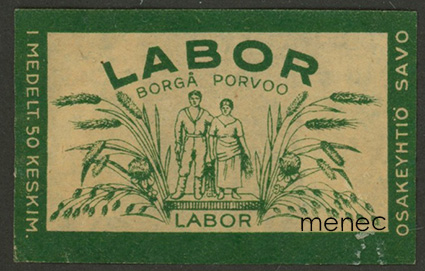 LABOR
BORGÅ PORVOO
LABOR
I MEDELT. 50 KESKIM.
OSAKEYHTIÖ SAVO
menec